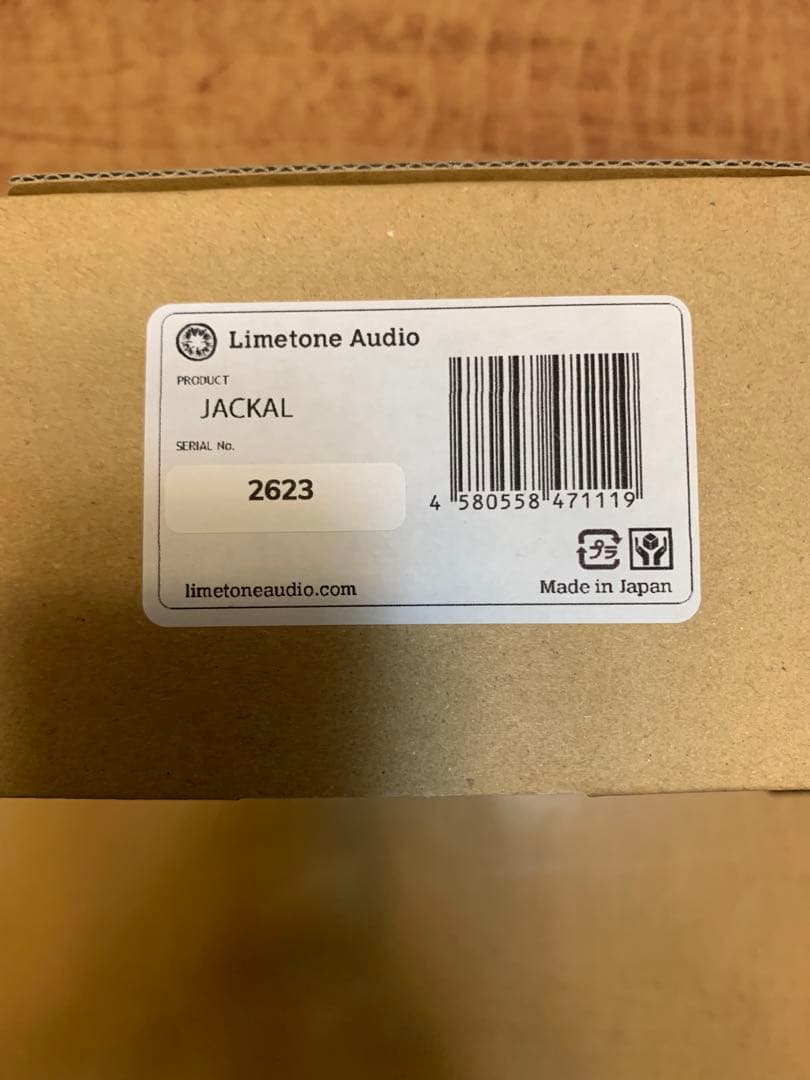 Limetone Audio
PRODUCT
JACKAL
SERIAL No.
2623
4 580558 471119
プラ
limetoneaudio.com
Made in Japan